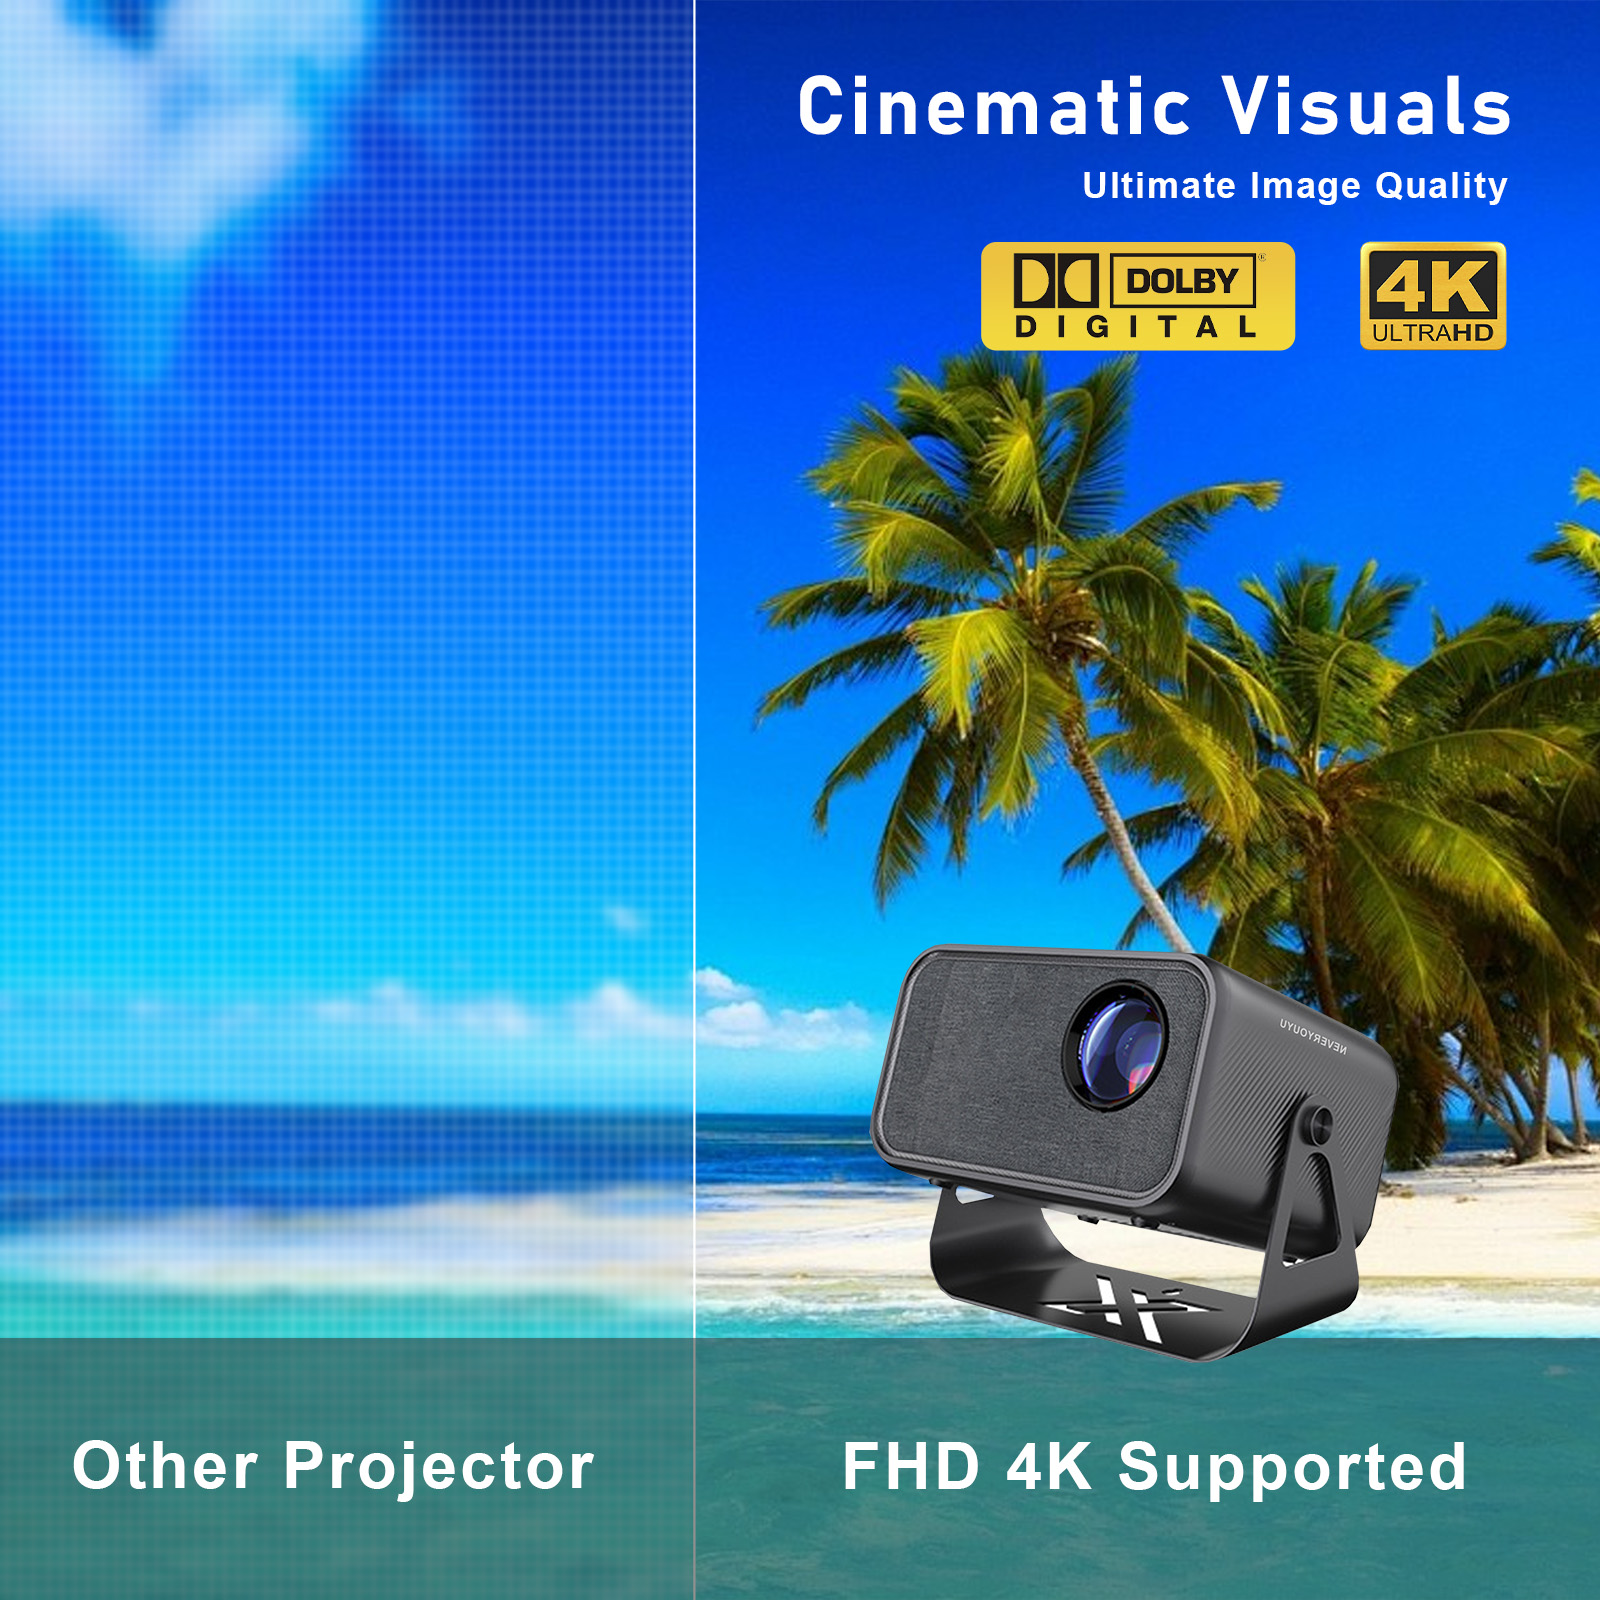 Cinematic Visuals
Ultimate Image Quality
DOLBY®
DIGITAL
4K
ULTRAHD
NEVERYOUYU
Other Projector
FHD 4K Supported